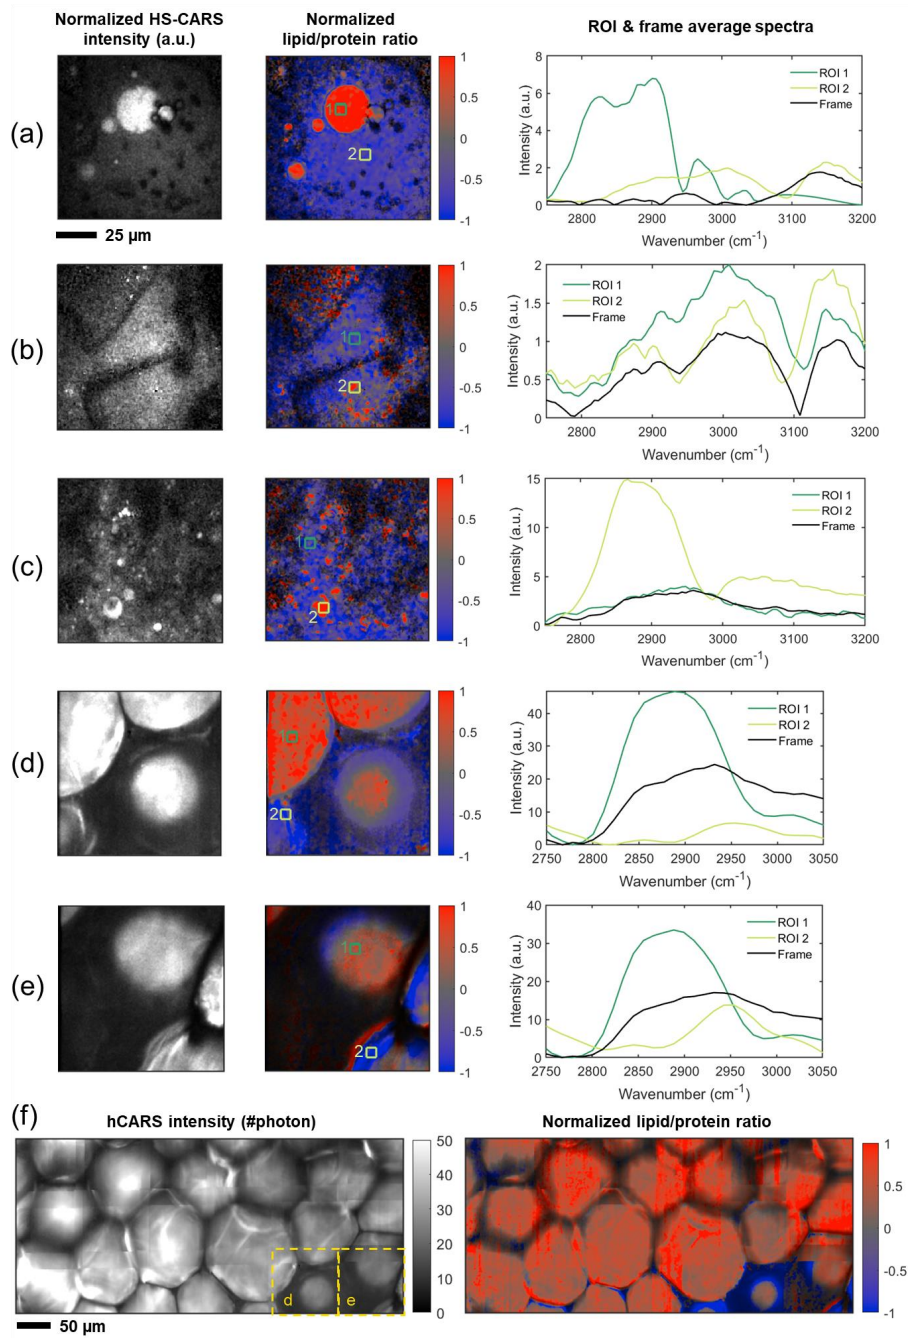 Normalized HS-CARS
intensity (a.u.)
Normalized
lipid/protein ratio
ROI & frame average spectra
(a)
1
2
1
0.5
0
-0.5
-1
Intensity (a.u.)
8
6
4
2
0
ROI 1
ROI 2
Frame
2800 2900 3000 3100 3200
Wavenumber (cm-1)
25 µm
(b)
1
2
1
0.5
0
-0.5
-1
Intensity (a.u.)
2
1.5
1
0.5
0
ROI 1
ROI 2
Frame
2800 2900 3000 3100 3200
Wavenumber (cm-1)
(c)
1
2
1
0.5
0
-0.5
-1
Intensity (a.u.)
15
10
5
0
ROI 1
ROI 2
Frame
2800 2900 3000 3100 3200
Wavenumber (cm-1)
(d)
1
2
1
0.5
0
-0.5
-1
Intensity (a.u.)
40
30
20
10
0
ROI 1
ROI 2
Frame
2750 2800 2850 2900 2950 3000 3050
Wavenumber (cm-1)
(e)
1
2
1
0.5
0
-0.5
-1
Intensity (a.u.)
40
30
20
10
0
ROI 1
ROI 2
Frame
2750 2800 2850 2900 2950 3000 3050
Wavenumber (cm-1)
(f)
hCARS intensity (#photon)
Normalized lipid/protein ratio
d
e
50
40
30
20
10
0
1
0.5
0
-0.5
-1
50 µm